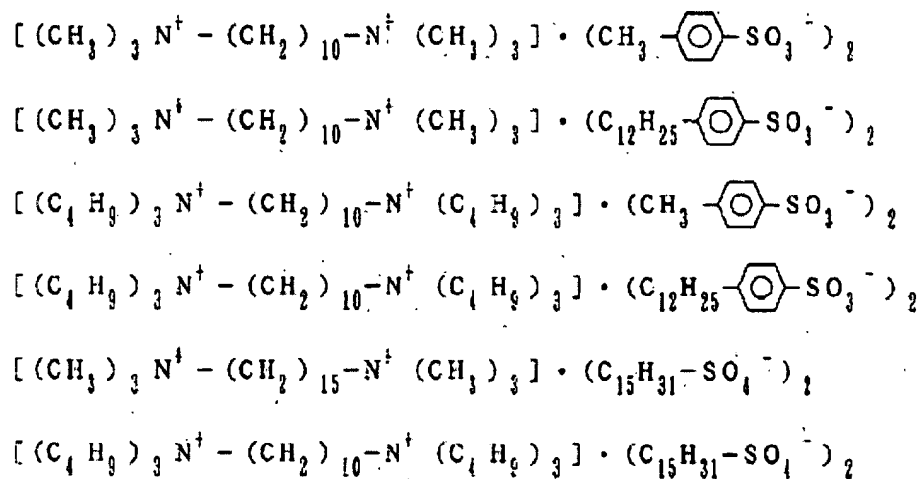 [(CH₃)₃N⁺-(CH₂)₁₀-N⁺(CH₃)₃]·(CH₃-⌬-SO₃⁻)₂
[(CH₃)₃N⁺-(CH₂)₁₀-N⁺(CH₃)₃]·(C₁₂H₂₅-⌬-SO₃⁻)₂
[(C₄H₉)₃N⁺-(CH₂)₁₀-N⁺(C₄H₉)₃]·(CH₃-⌬-SO₃⁻)₂
[(C₄H₉)₃N⁺-(CH₂)₁₀-N⁺(C₄H₉)₃]·(C₁₂H₂₅-⌬-SO₃⁻)₂
[(CH₃)₃N⁺-(CH₂)₁₅-N⁺(CH₃)₃]·(C₁₅H₃₁-SO₄⁻)₂
[(C₄H₉)₃N⁺-(CH₂)₁₀-N⁺(C₄H₉)₃]·(C₁₅H₃₁-SO₄⁻)₂